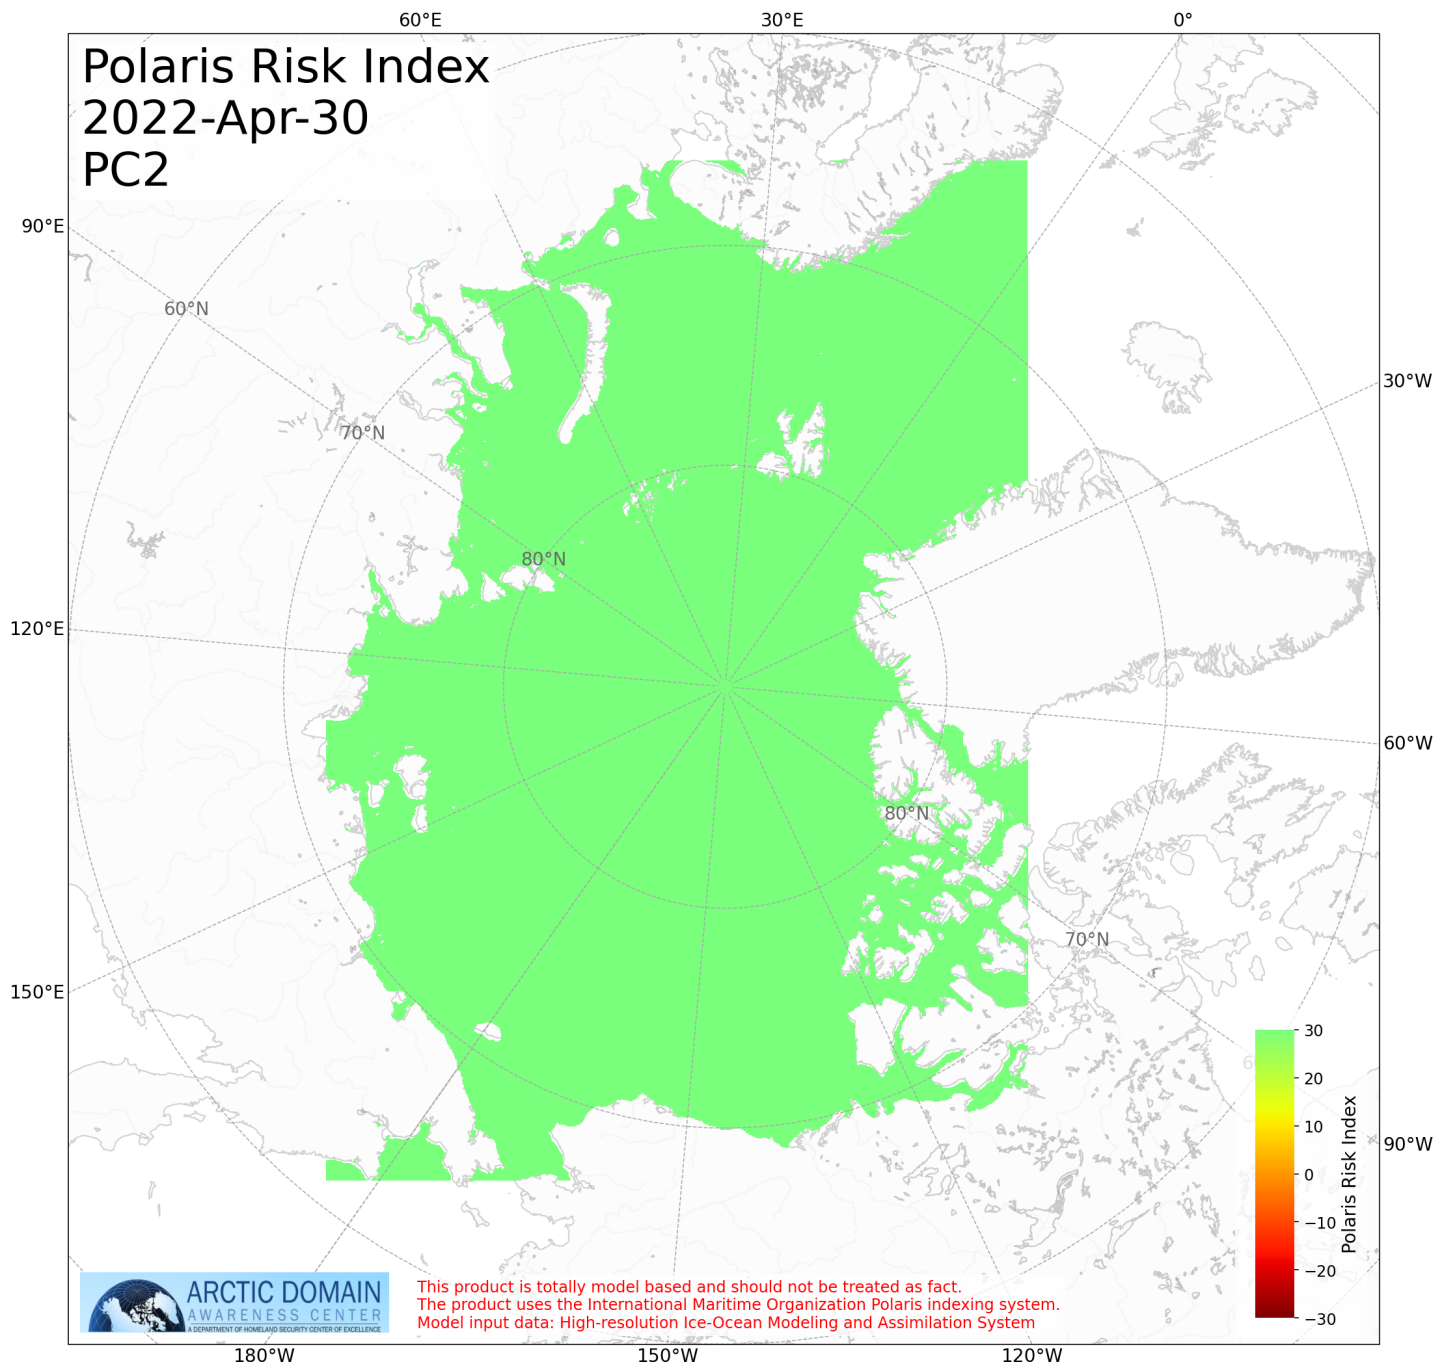 60°E 30°E 0°
Polaris Risk Index
2022-Apr-30
PC2
90°E
60°N
30°W
70°N
80°N
120°E
60°W
80°N
70°N
150°E
30
20
10
0
−10
−20
−30
Polaris Risk Index
90°W
ARCTIC DOMAIN
AWARENESS CENTER
A DEPARTMENT OF HOMELAND SECURITY CENTER OF EXCELLENCE
This product is totally model based and should not be treated as fact.
The product uses the International Maritime Organization Polaris indexing system.
Model input data: High-resolution Ice-Ocean Modeling and Assimilation System
180°W 150°W 120°W